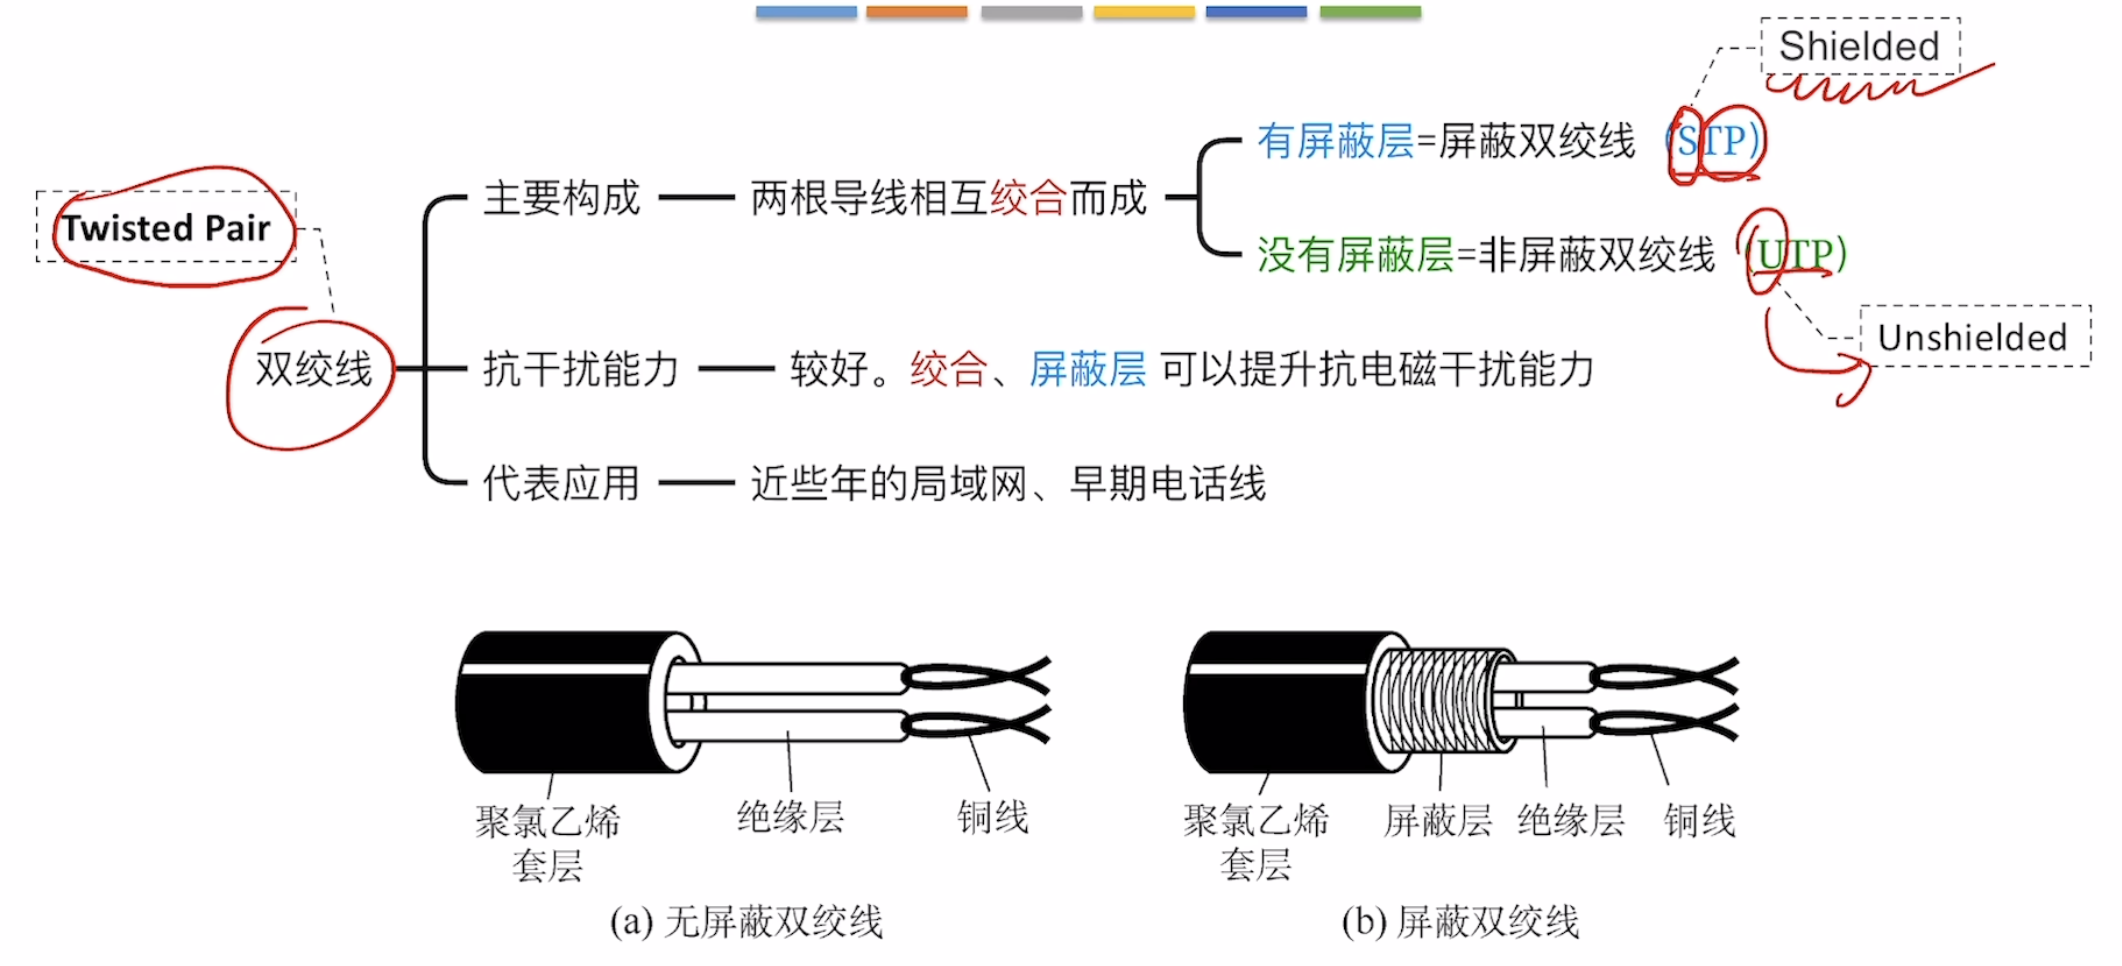 Shielded
有屏蔽层=屏蔽双绞线 (STP)
Twisted Pair
主要构成
两根导线相互绞合而成
没有屏蔽层=非屏蔽双绞线 (UTP)
Unshielded
双绞线
抗干扰能力
较好。绞合、屏蔽层 可以提升抗电磁干扰能力
代表应用
近些年的局域网、早期电话线
聚氯乙烯
套层
绝缘层
铜线
(a) 无屏蔽双绞线
聚氯乙烯
套层
屏蔽层
绝缘层
铜线
(b) 屏蔽双绞线